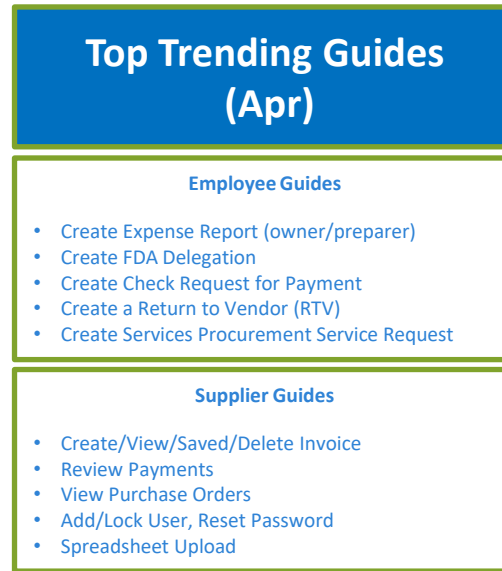 Top Trending Guides
(Apr)
Employee Guides
• Create Expense Report (owner/preparer)
• Create FDA Delegation
• Create Check Request for Payment
• Create a Return to Vendor (RTV)
• Create Services Procurement Service Request
Supplier Guides
• Create/View/Saved/Delete Invoice
• Review Payments
• View Purchase Orders
• Add/Lock User, Reset Password
• Spreadsheet Upload